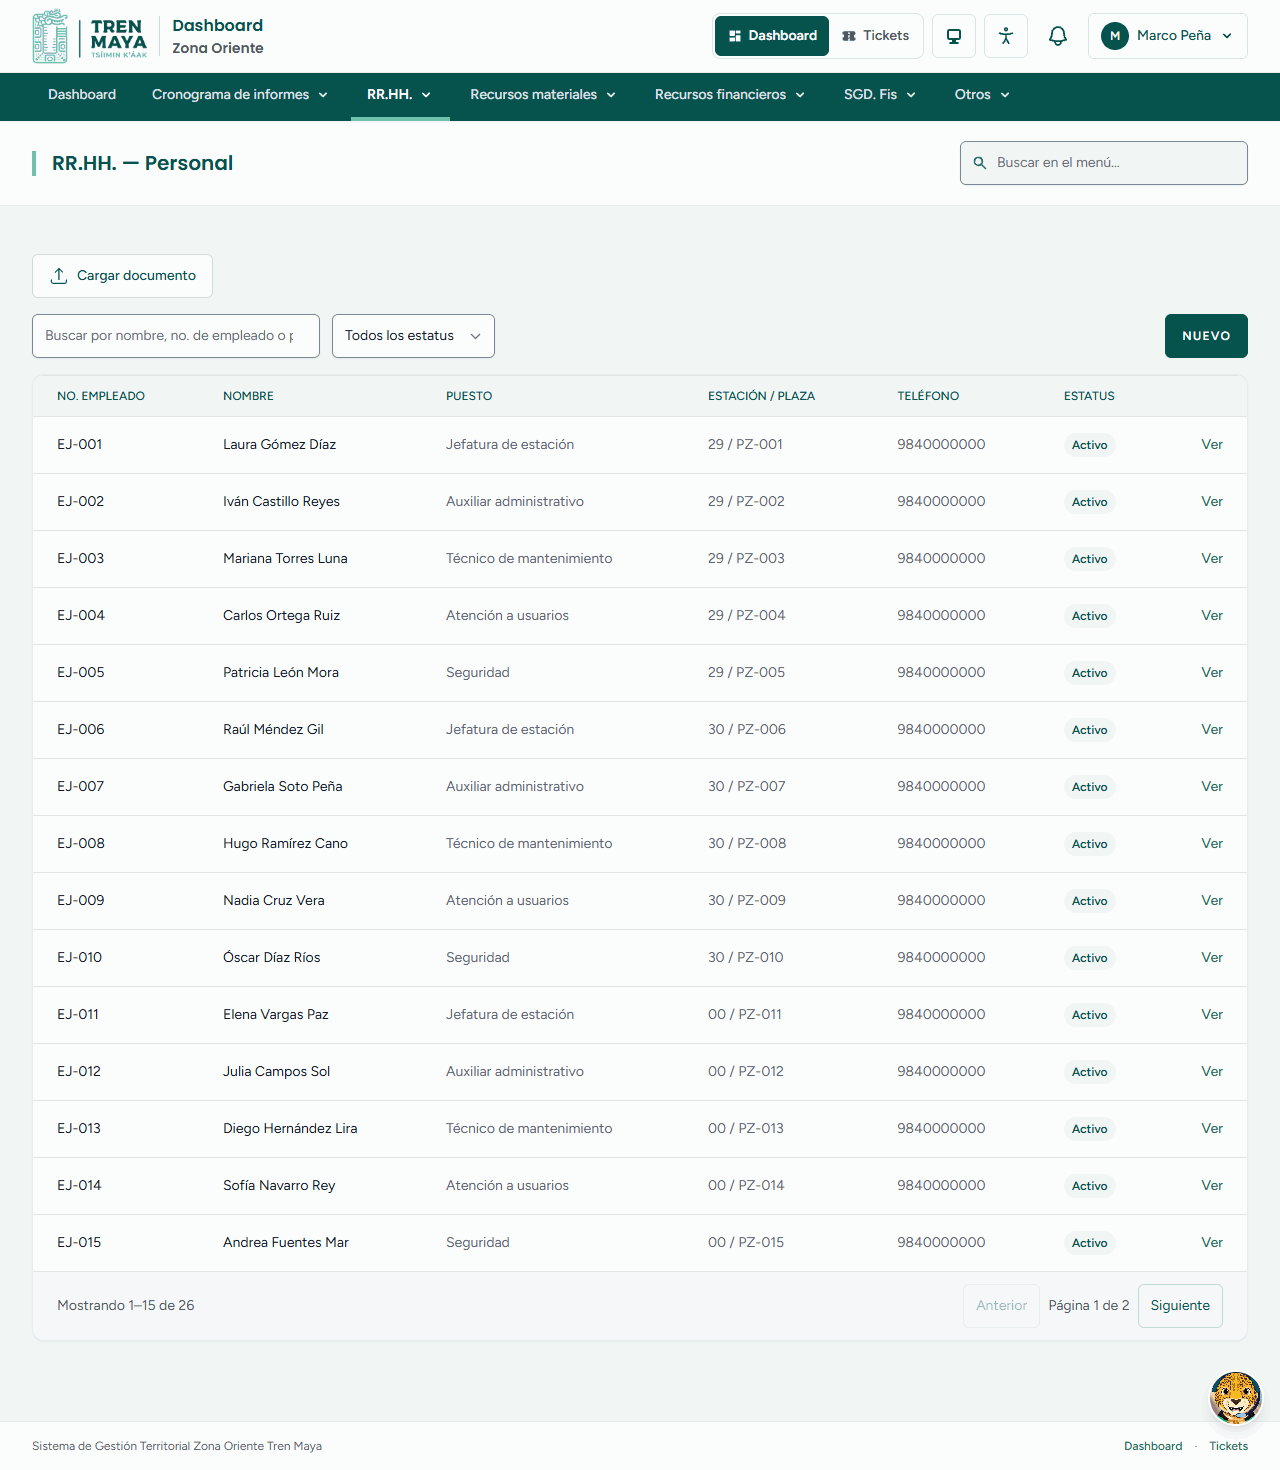 TREN
MAYA
TSÍIMIN K'ÁAK
Dashboard
Zona Oriente
Dashboard
Tickets
M
Marco Peña
Dashboard
Cronograma de informes
RR.HH.
Recursos materiales
Recursos financieros
SGD. Fis
Otros
RR.HH. — Personal
Buscar en el menú...
Cargar documento
Buscar por nombre, no. de empleado o
Todos los estatus
NUEVO
NO. EMPLEADO NOMBRE PUESTO ESTACIÓN / PLAZA TELÉFONO ESTATUS
EJ-001 Laura Gómez Díaz Jefatura de estación 29 / PZ-001 9840000000 Activo Ver
EJ-002 Iván Castillo Reyes Auxiliar administrativo 29 / PZ-002 9840000000 Activo Ver
EJ-003 Mariana Torres Luna Técnico de mantenimiento 29 / PZ-003 9840000000 Activo Ver
EJ-004 Carlos Ortega Ruiz Atención a usuarios 29 / PZ-004 9840000000 Activo Ver
EJ-005 Patricia León Mora Seguridad 29 / PZ-005 9840000000 Activo Ver
EJ-006 Raúl Méndez Gil Jefatura de estación 30 / PZ-006 9840000000 Activo Ver
EJ-007 Gabriela Soto Peña Auxiliar administrativo 30 / PZ-007 9840000000 Activo Ver
EJ-008 Hugo Ramírez Cano Técnico de mantenimiento 30 / PZ-008 9840000000 Activo Ver
EJ-009 Nadia Cruz Vera Atención a usuarios 30 / PZ-009 9840000000 Activo Ver
EJ-010 Óscar Díaz Ríos Seguridad 30 / PZ-010 9840000000 Activo Ver
EJ-011 Elena Vargas Paz Jefatura de estación 00 / PZ-011 9840000000 Activo Ver
EJ-012 Julia Campos Sol Auxiliar administrativo 00 / PZ-012 9840000000 Activo Ver
EJ-013 Diego Hernández Lira Técnico de mantenimiento 00 / PZ-013 9840000000 Activo Ver
EJ-014 Sofía Navarro Rey Atención a usuarios 00 / PZ-014 9840000000 Activo Ver
EJ-015 Andrea Fuentes Mar Seguridad 00 / PZ-015 9840000000 Activo Ver
Mostrando 1–15 de 26
Anterior
Página 1 de 2
Siguiente
Sistema de Gestión Territorial Zona Oriente Tren Maya
Dashboard · Tickets